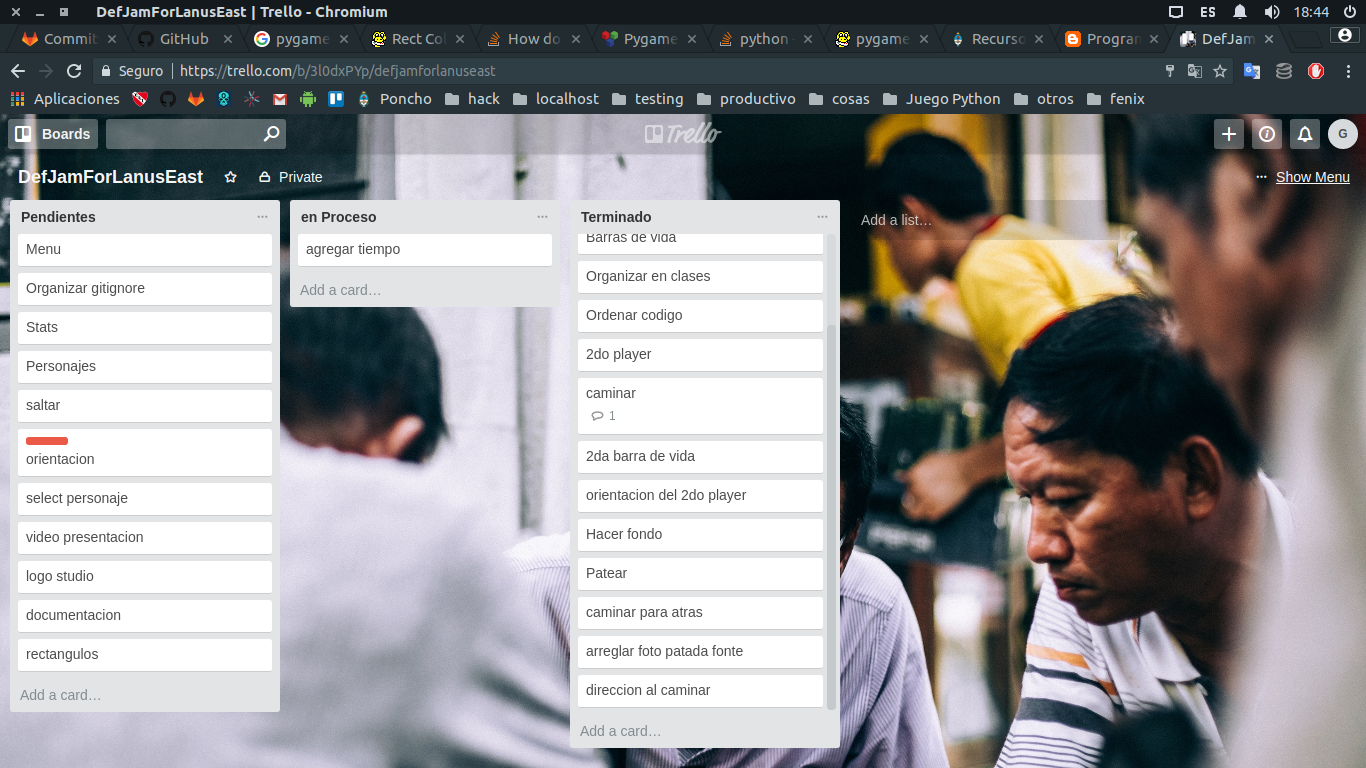 DefJamForLanusEast | Trello - Chromium
ES
18:44
Commit
GitHub
pygame
Rect Col
How do
Pygame
python -
pygame
Recurso
Program
DefJam
Seguro
https://trello.com/b/3l0dxPYp/defjamforlanuseast
Aplicaciones
Poncho
hack
localhost
testing
productivo
cosas
Juego Python
otros
fenix
Boards
Trello
G
DefJamForLanusEast
Private
Show Menu
Pendientes
Menu
Organizar gitignore
Stats
Personajes
saltar
orientacion
select personaje
video presentacion
logo studio
documentacion
rectangulos
Add a card…
en Proceso
agregar tiempo
Add a card…
Terminado
Barras de vida
Organizar en clases
Ordenar codigo
2do player
caminar
1
2da barra de vida
orientacion del 2do player
Hacer fondo
Patear
caminar para atras
arreglar foto patada fonte
direccion al caminar
Add a card…
Add a list…